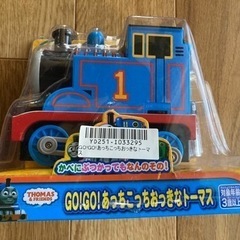 1
YD251-1033295
GO!GO!あっちこっちおっきなトーマス
かべにぶつかってもなんのその!
THOMAS
& FRIENDS
GO!GO!あっちこっちおっきなトーマス
対象年齢
3歳以上